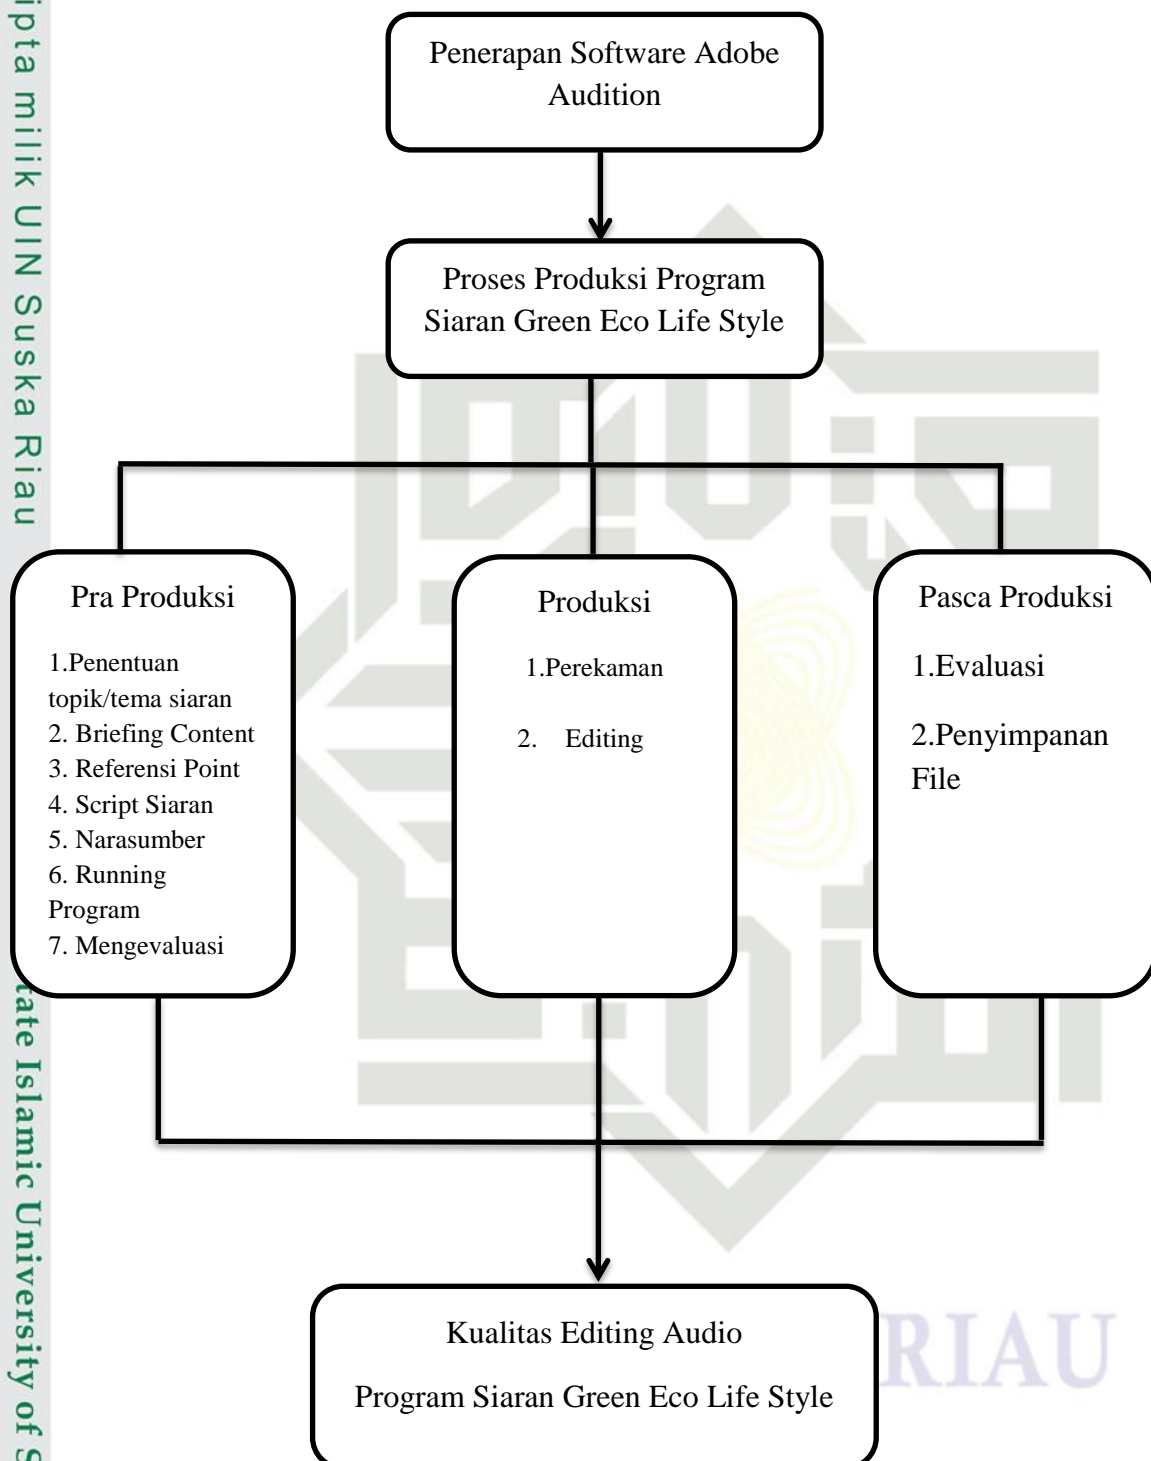 ipta milik UIN Suska Riau
Penerapan Software Adobe
Audition
Proses Produksi Program
Siaran Green Eco Life Style
Pra Produksi
1.Penentuan
topik/tema siaran
2. Briefing Content
3. Referensi Point
4. Script Siaran
5. Narasumber
6. Running
Program
7. Mengevaluasi
Produksi
1.Perekaman
2. Editing
Pasca Produksi
1.Evaluasi
2.Penyimpanan
File
tate Islamic University of S
Kualitas Editing Audio
Program Siaran Green Eco Life Style
RIAU